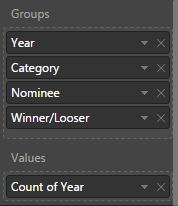 Groups
Year
Category
Nominee
Winner/Looser
Values
Count of Year